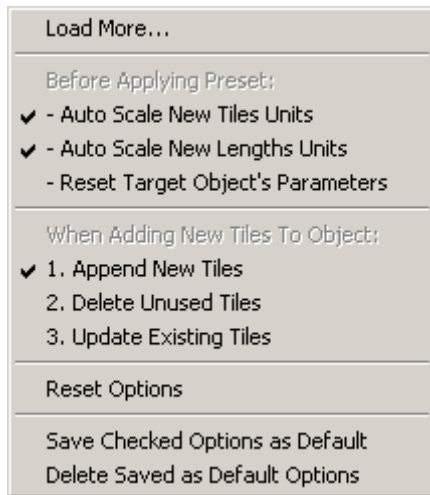 Load More...
Before Applying Preset:
- Auto Scale New Tiles Units
- Auto Scale New Lengths Units
- Reset Target Object's Parameters
When Adding New Tiles To Object:
1. Append New Tiles
2. Delete Unused Tiles
3. Update Existing Tiles
Reset Options
Save Checked Options as Default
Delete Saved as Default Options